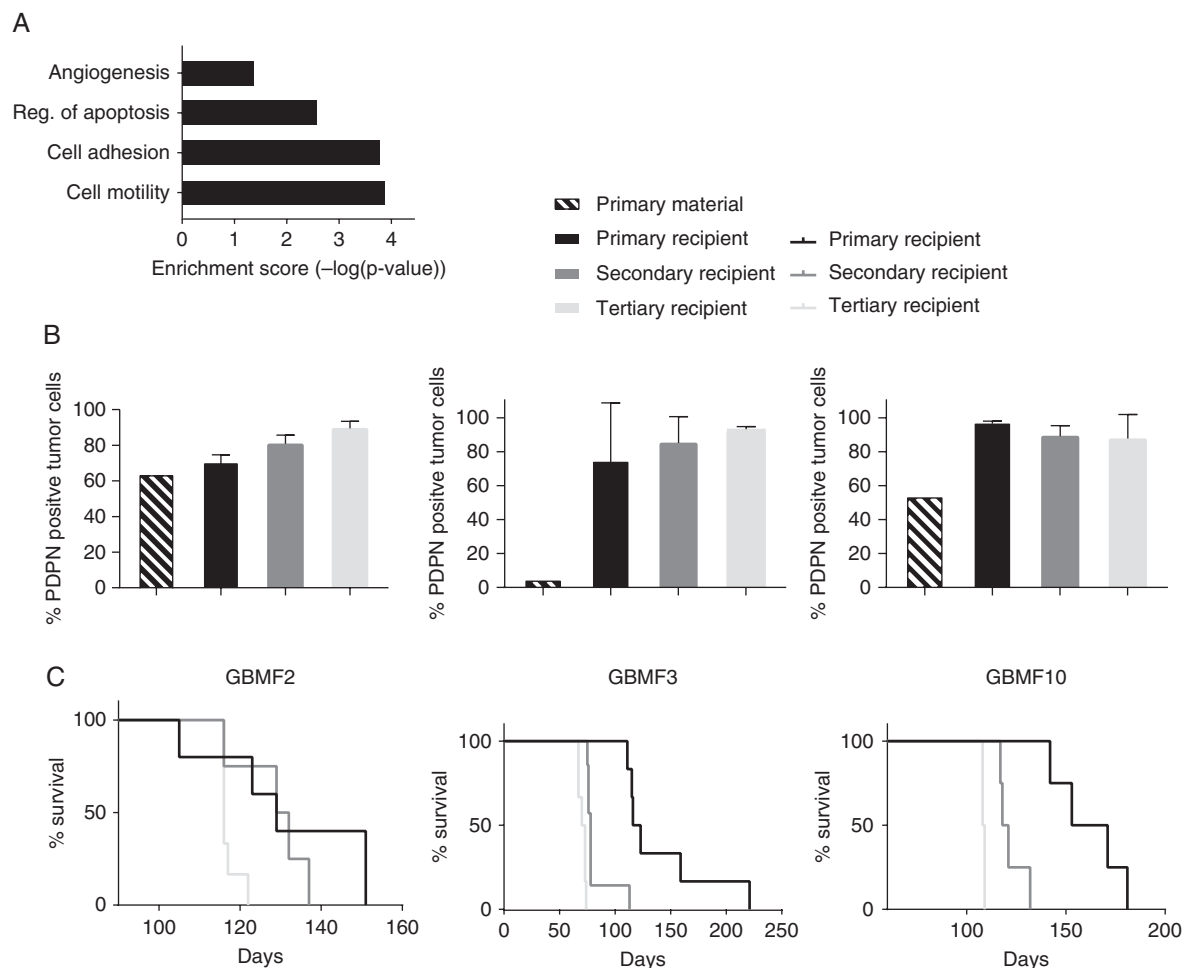 A
Angiogenesis
Reg. of apoptosis
Cell adhesion
Cell motility
0 1 2 3 4
Enrichment score (–log(p-value))
Primary material
Primary recipient
Secondary recipient
Tertiary recipient
Primary recipient
Secondary recipient
Tertiary recipient
B
% PDPN positve tumor cells
100
80
60
40
20
0
% PDPN positve tumor cells
100
80
60
40
20
0
% PDPN positve tumor cells
100
80
60
40
20
0
C
GBMF2
% survival
100
50
0
100 120 140 160
Days
GBMF3
% survival
100
50
0
0 50 100 150 200 250
Days
GBMF10
% survival
100
50
0
100 150 200
Days